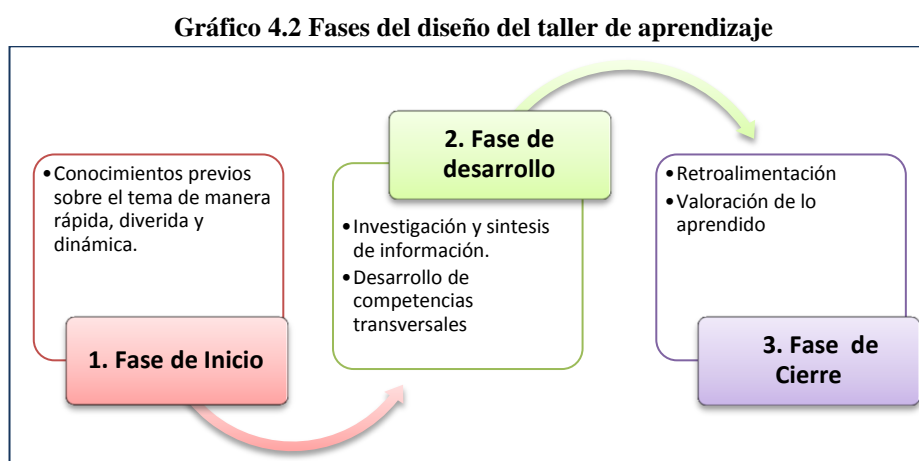 Gráfico 4.2 Fases del diseño del taller de aprendizaje
•Conocimientos previos
sobre el tema de manera
rápida, diverida y
dinámica.
1. Fase de Inicio
2. Fase de
desarrollo
•Investigación y sintesis
de información.
•Desarrollo de
competencias
transversales
•Retroalimentación
•Valoración de lo
aprendido
3. Fase de
Cierre